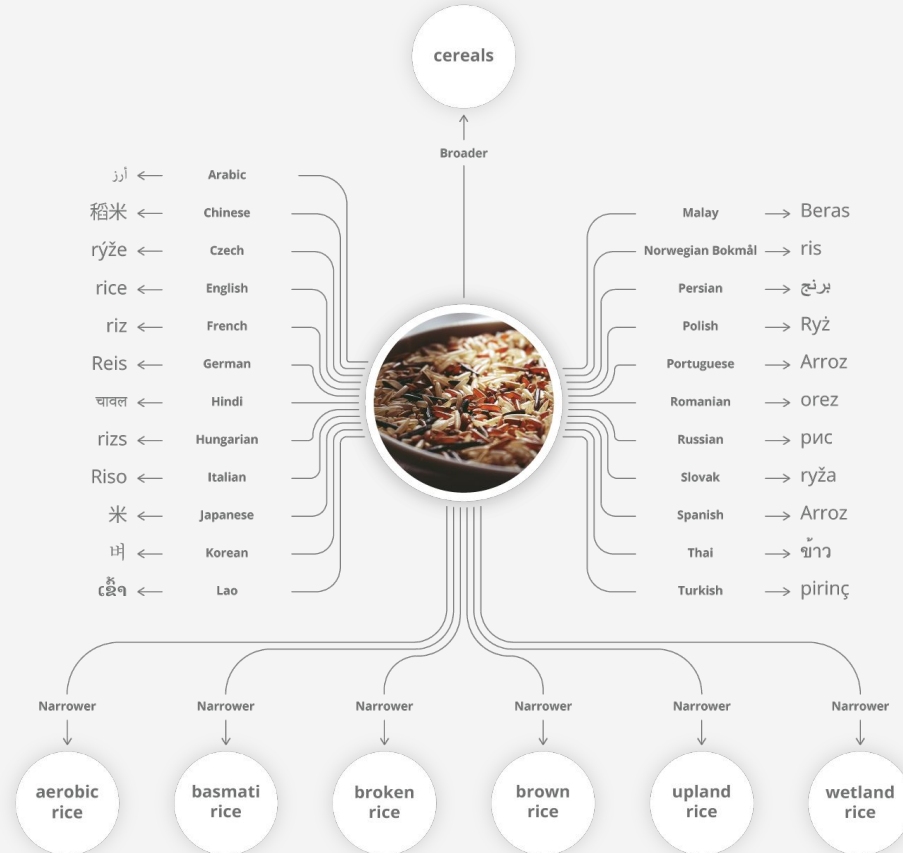 cereals
Broader
أرز
Arabic
稻米
Chinese
rýže
Czech
rice
English
riz
French
Reis
German
चावल
Hindi
rizs
Hungarian
Riso
Italian
米
Japanese
벼
Korean
ເຂົ້າ
Lao
Malay
Beras
Norwegian Bokmål
ris
Persian
برنج
Polish
Ryż
Portuguese
Arroz
Romanian
orez
Russian
рис
Slovak
ryža
Spanish
Arroz
Thai
ข้าว
Turkish
pirinç
Narrower
Narrower
Narrower
Narrower
Narrower
Narrower
aerobic
rice
basmati
rice
broken
rice
brown
rice
upland
rice
wetland
rice